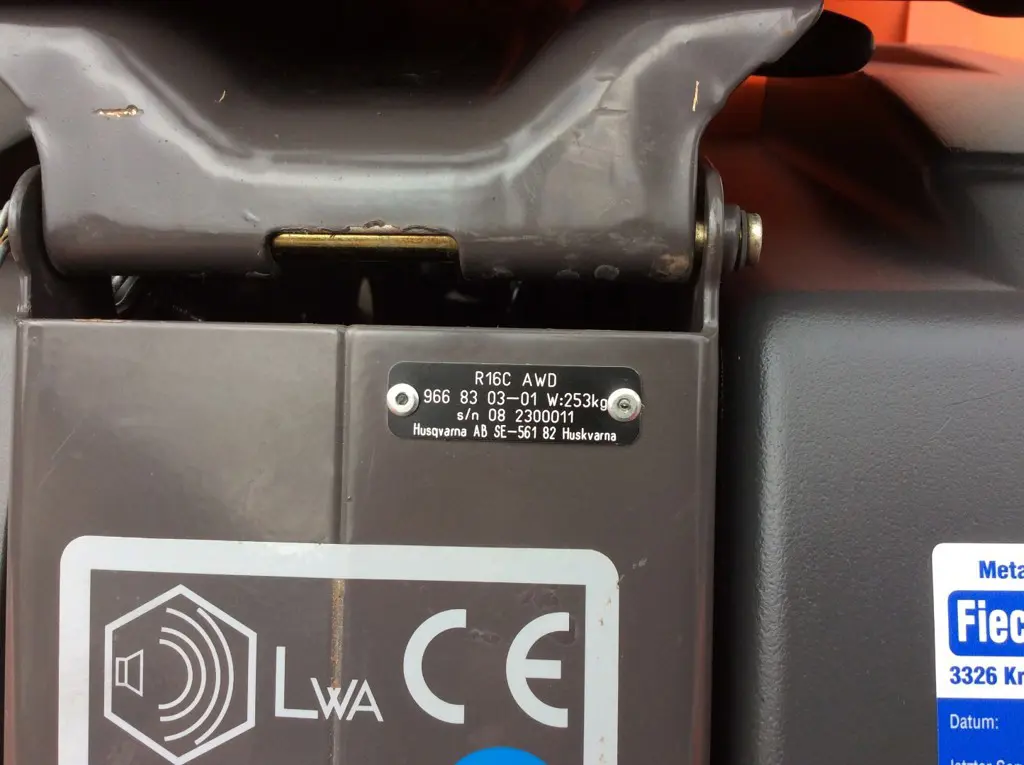 R16C AWD
966 83 03-01 W:253kg
s/n 08 2300011
Husqvarna AB SE-561 82 Huskvarna
LWA
CE
Meta
Fiec
3326 Kr
Datum: